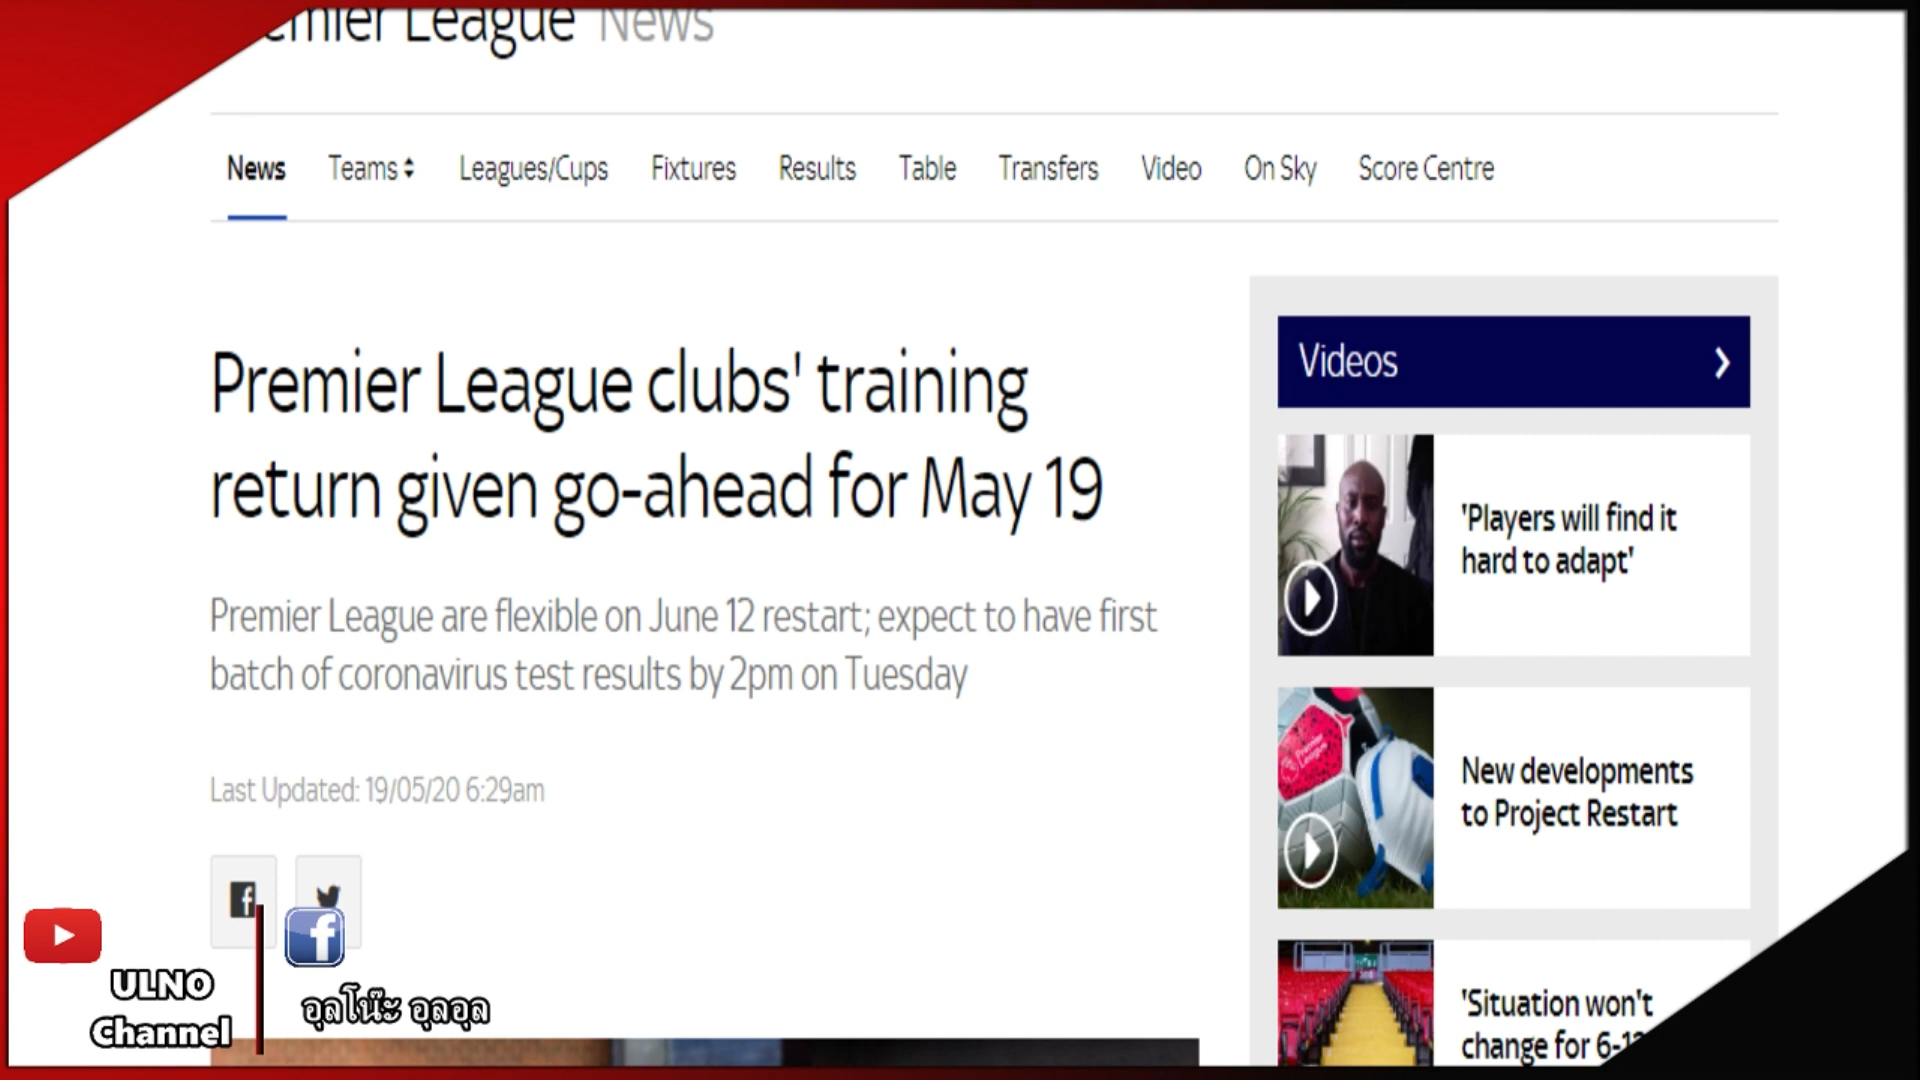 emier League News
News Teams Leagues/Cups Fixtures Results Table Transfers Video On Sky Score Centre
Premier League clubs' training
return given go-ahead for May 19
Premier League are flexible on June 12 restart; expect to have first
batch of coronavirus test results by 2pm on Tuesday
Last Updated: 19/05/20 6:29am
Videos
'Players will find it
hard to adapt'
Premier
League
New developments
to Project Restart
'Situation won't
change for 6-12
ULNO
Channel
อุลโน๊ะ อุลอุล